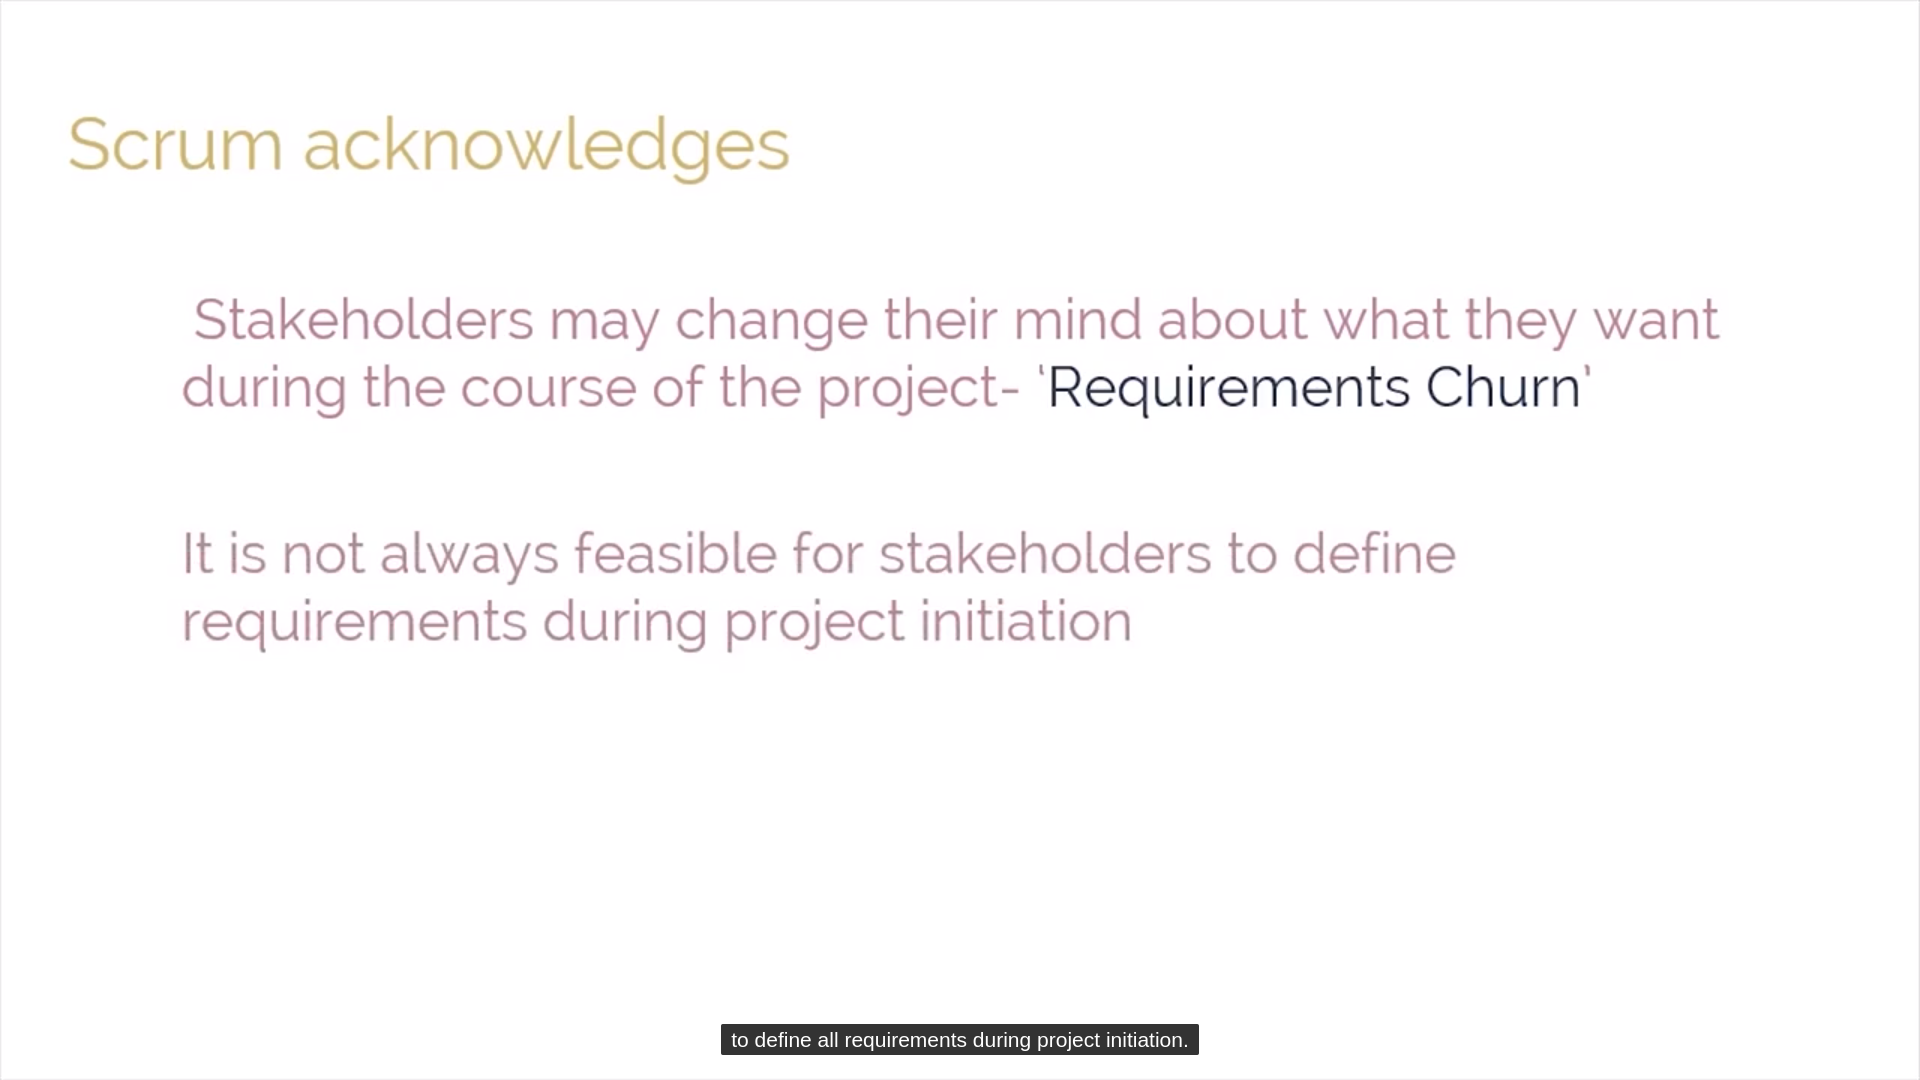 Scrum acknowledges
Stakeholders may change their mind about what they want
during the course of the project- 'Requirements Churn'
It is not always feasible for stakeholders to define
requirements during project initiation
to define all requirements during project initiation.